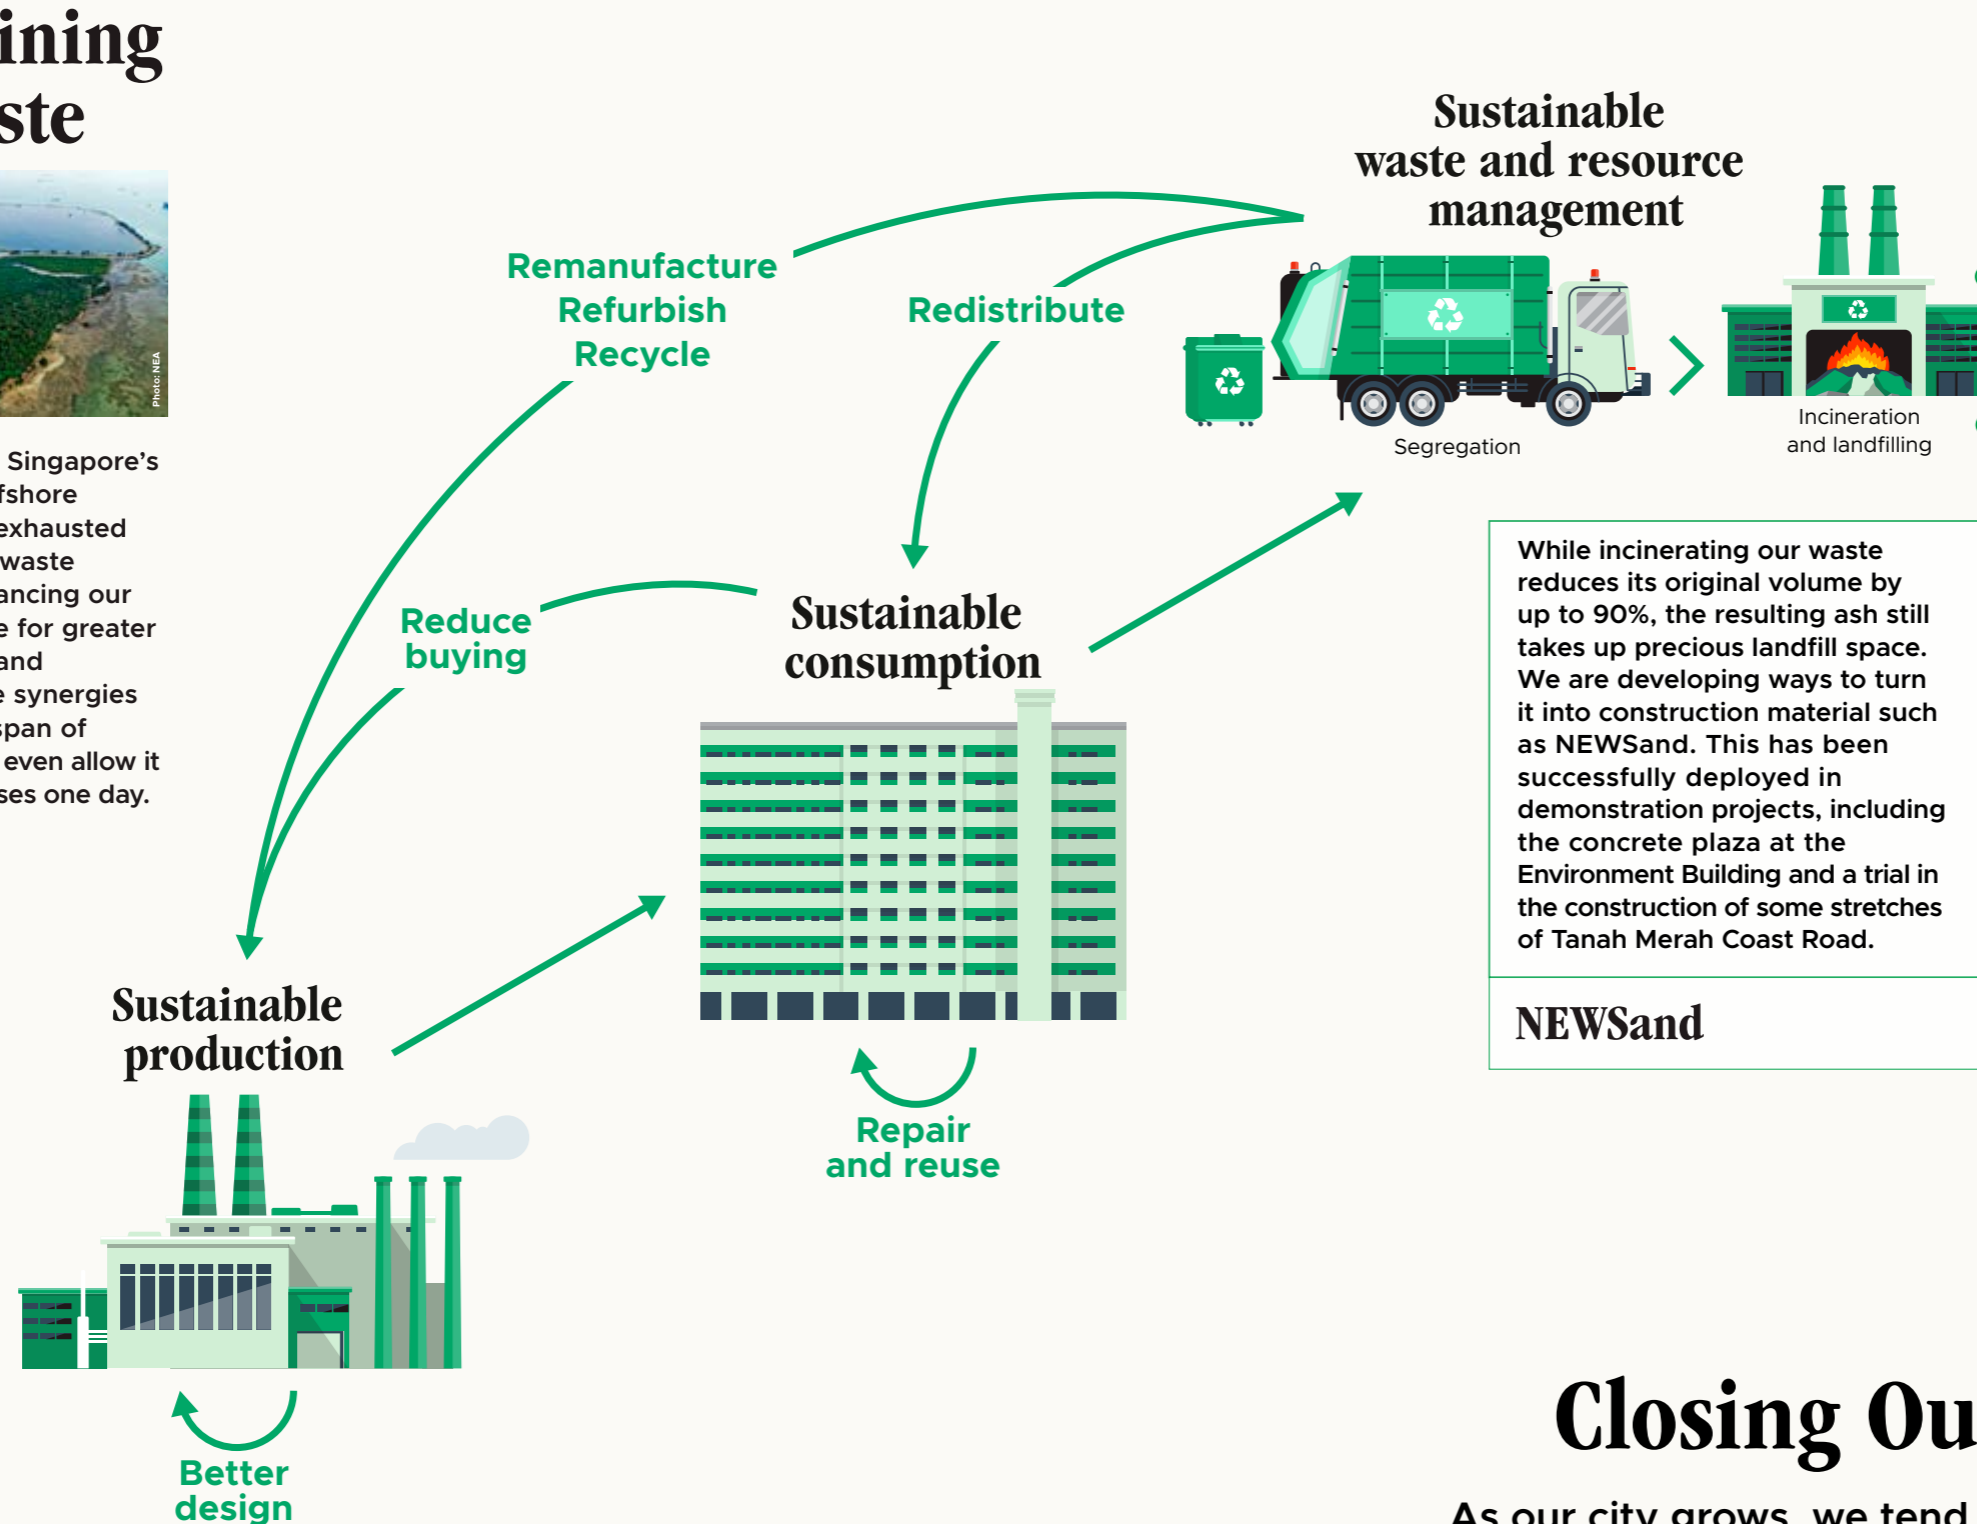 ining
ste
Photo: NEA
Singapore's
fshore
exhausted
waste
ancing our
e for greater
and
e synergies
span of
even allow it
ses one day.
Sustainable
waste and resource
management
Remanufacture
Refurbish
Recycle
Redistribute
Segregation
Incineration
and landfilling
Reduce
buying
Sustainable
consumption
While incinerating our waste
reduces its original volume by
up to 90%, the resulting ash still
takes up precious landfill space.
We are developing ways to turn
it into construction material such
as NEWSand. This has been
successfully deployed in
demonstration projects, including
the concrete plaza at the
Environment Building and a trial in
the construction of some stretches
of Tanah Merah Coast Road.
NEWSand
Sustainable
production
Repair
and reuse
Better
design
Closing Ou
As our city grows, we tend